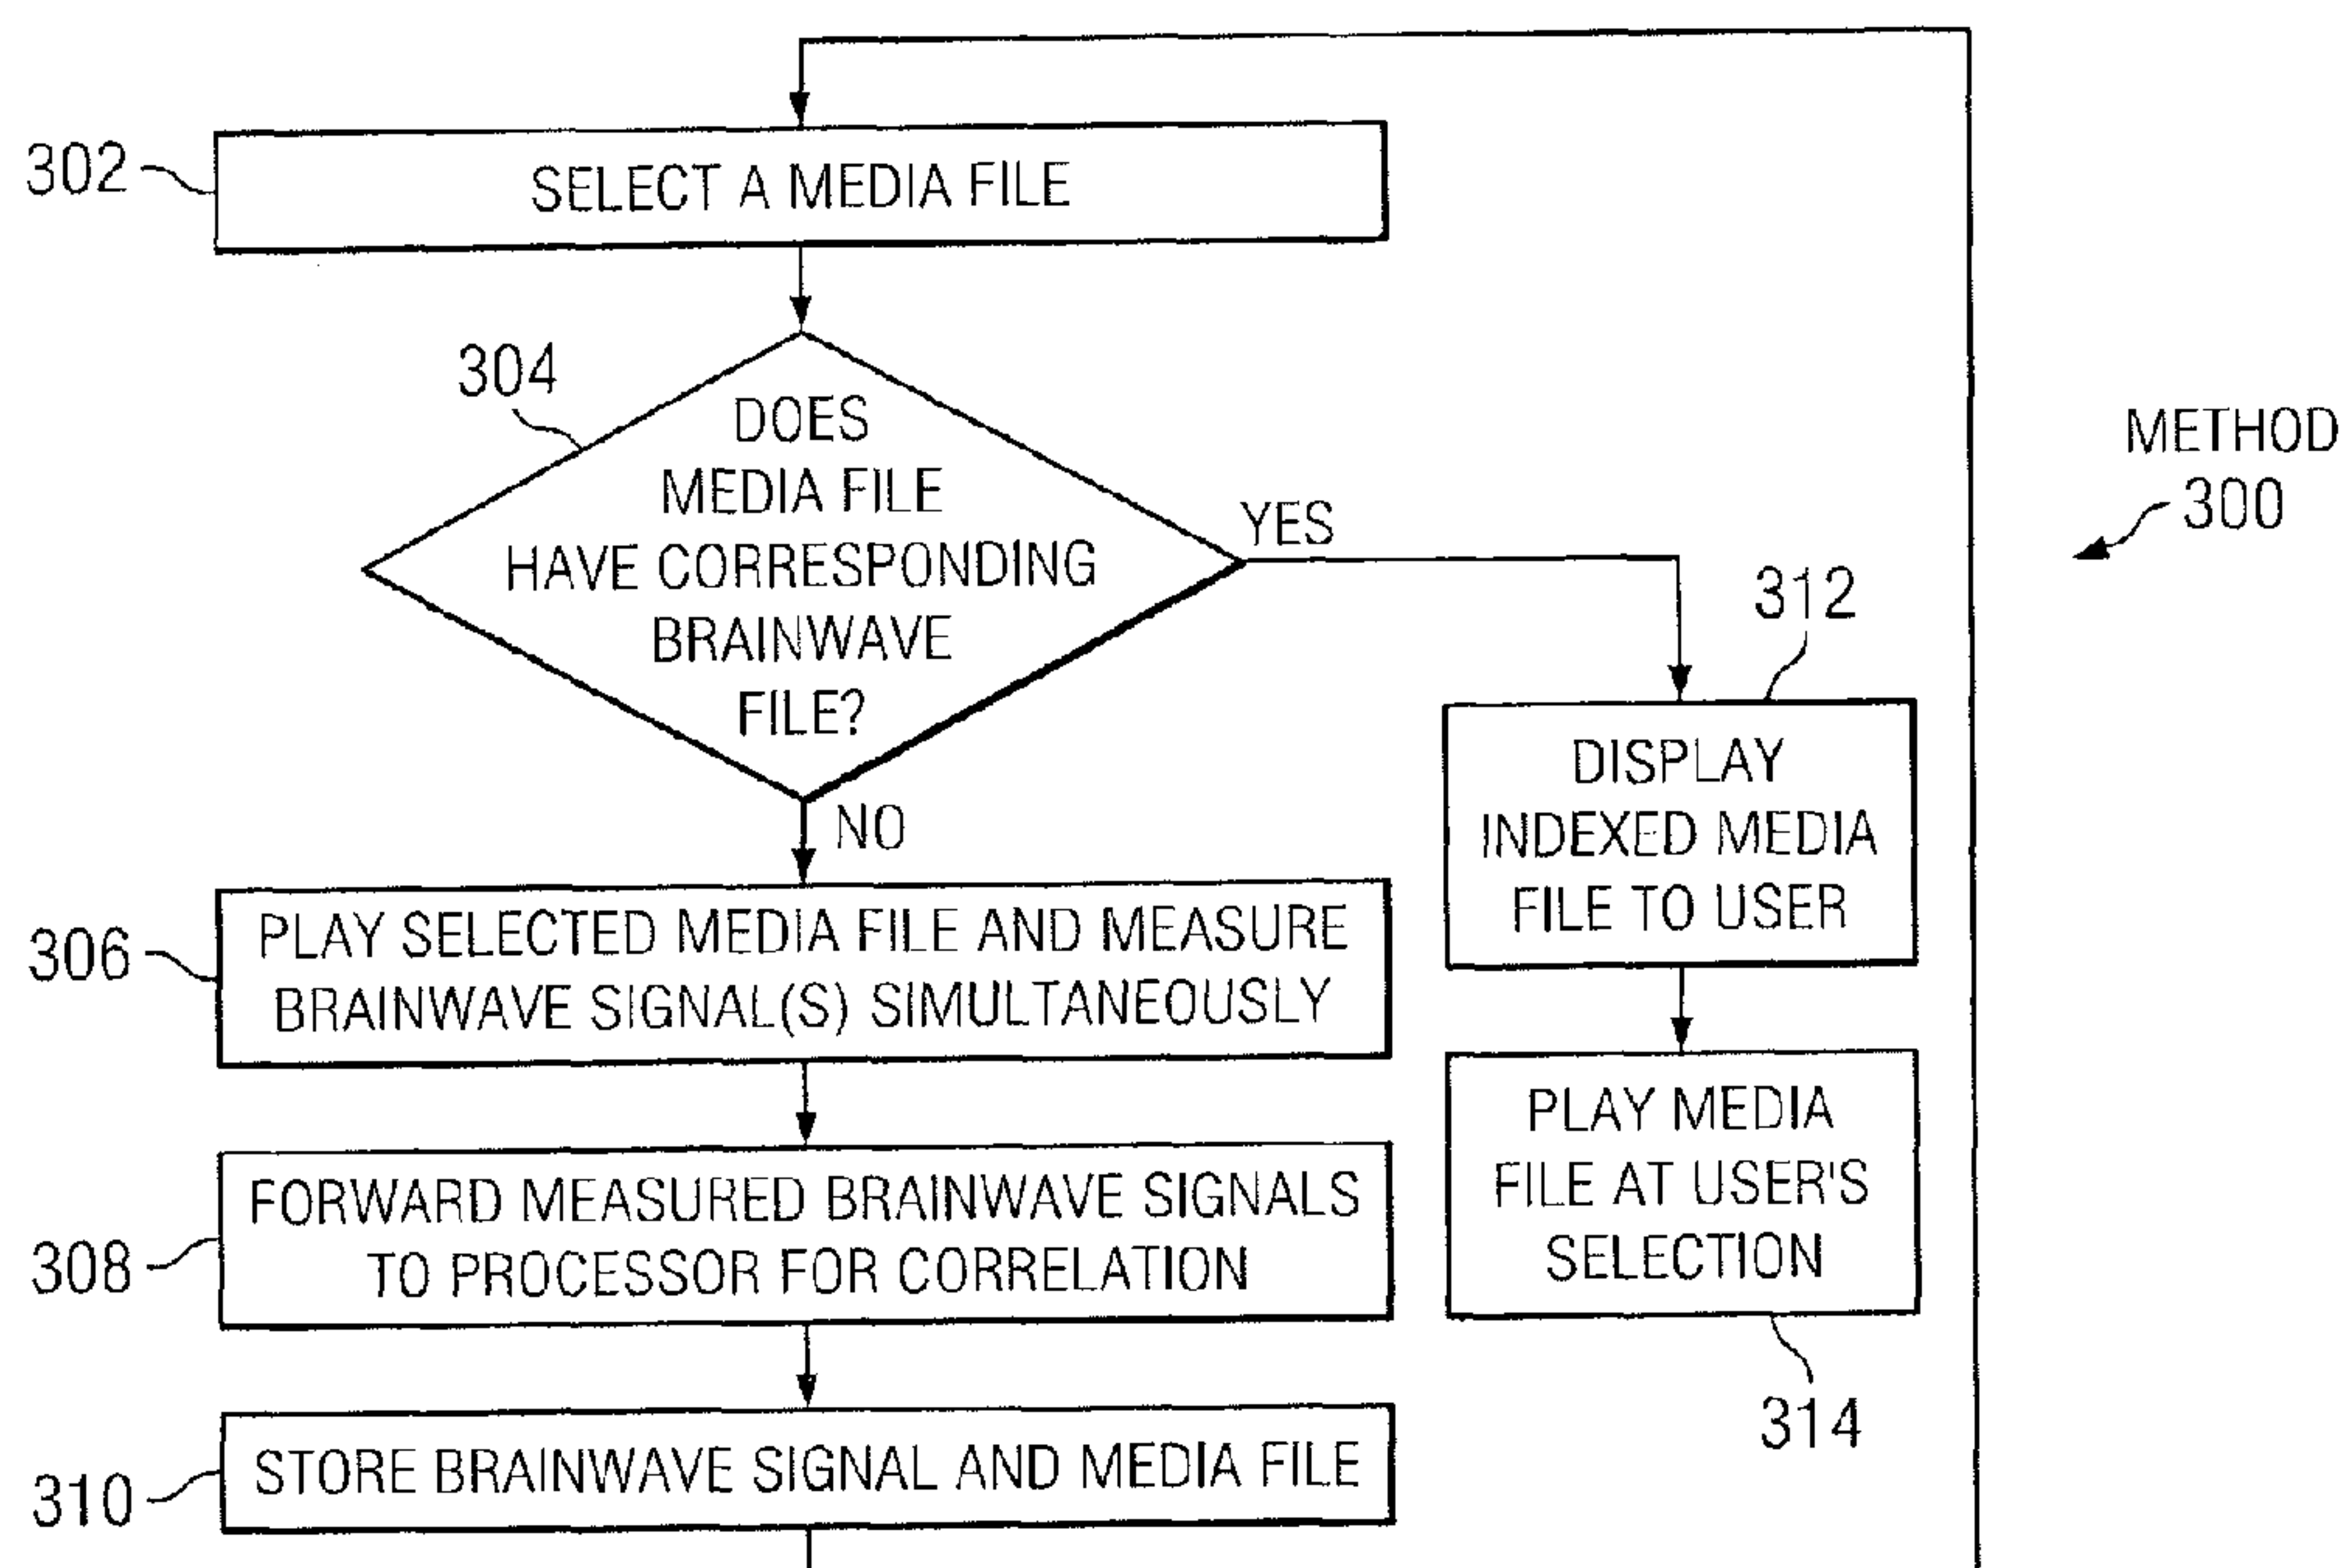 302
SELECT A MEDIA FILE
304
DOES
MEDIA FILE
HAVE CORRESPONDING
BRAINWAVE
FILE?
YES
NO
METHOD
300
312
DISPLAY
INDEXED MEDIA
FILE TO USER
306
PLAY SELECTED MEDIA FILE AND MEASURE
BRAINWAVE SIGNAL(S) SIMULTANEOUSLY
PLAY MEDIA
FILE AT USER'S
SELECTION
314
308
FORWARD MEASURED BRAINWAVE SIGNALS
TO PROCESSOR FOR CORRELATION
310
STORE BRAINWAVE SIGNAL AND MEDIA FILE